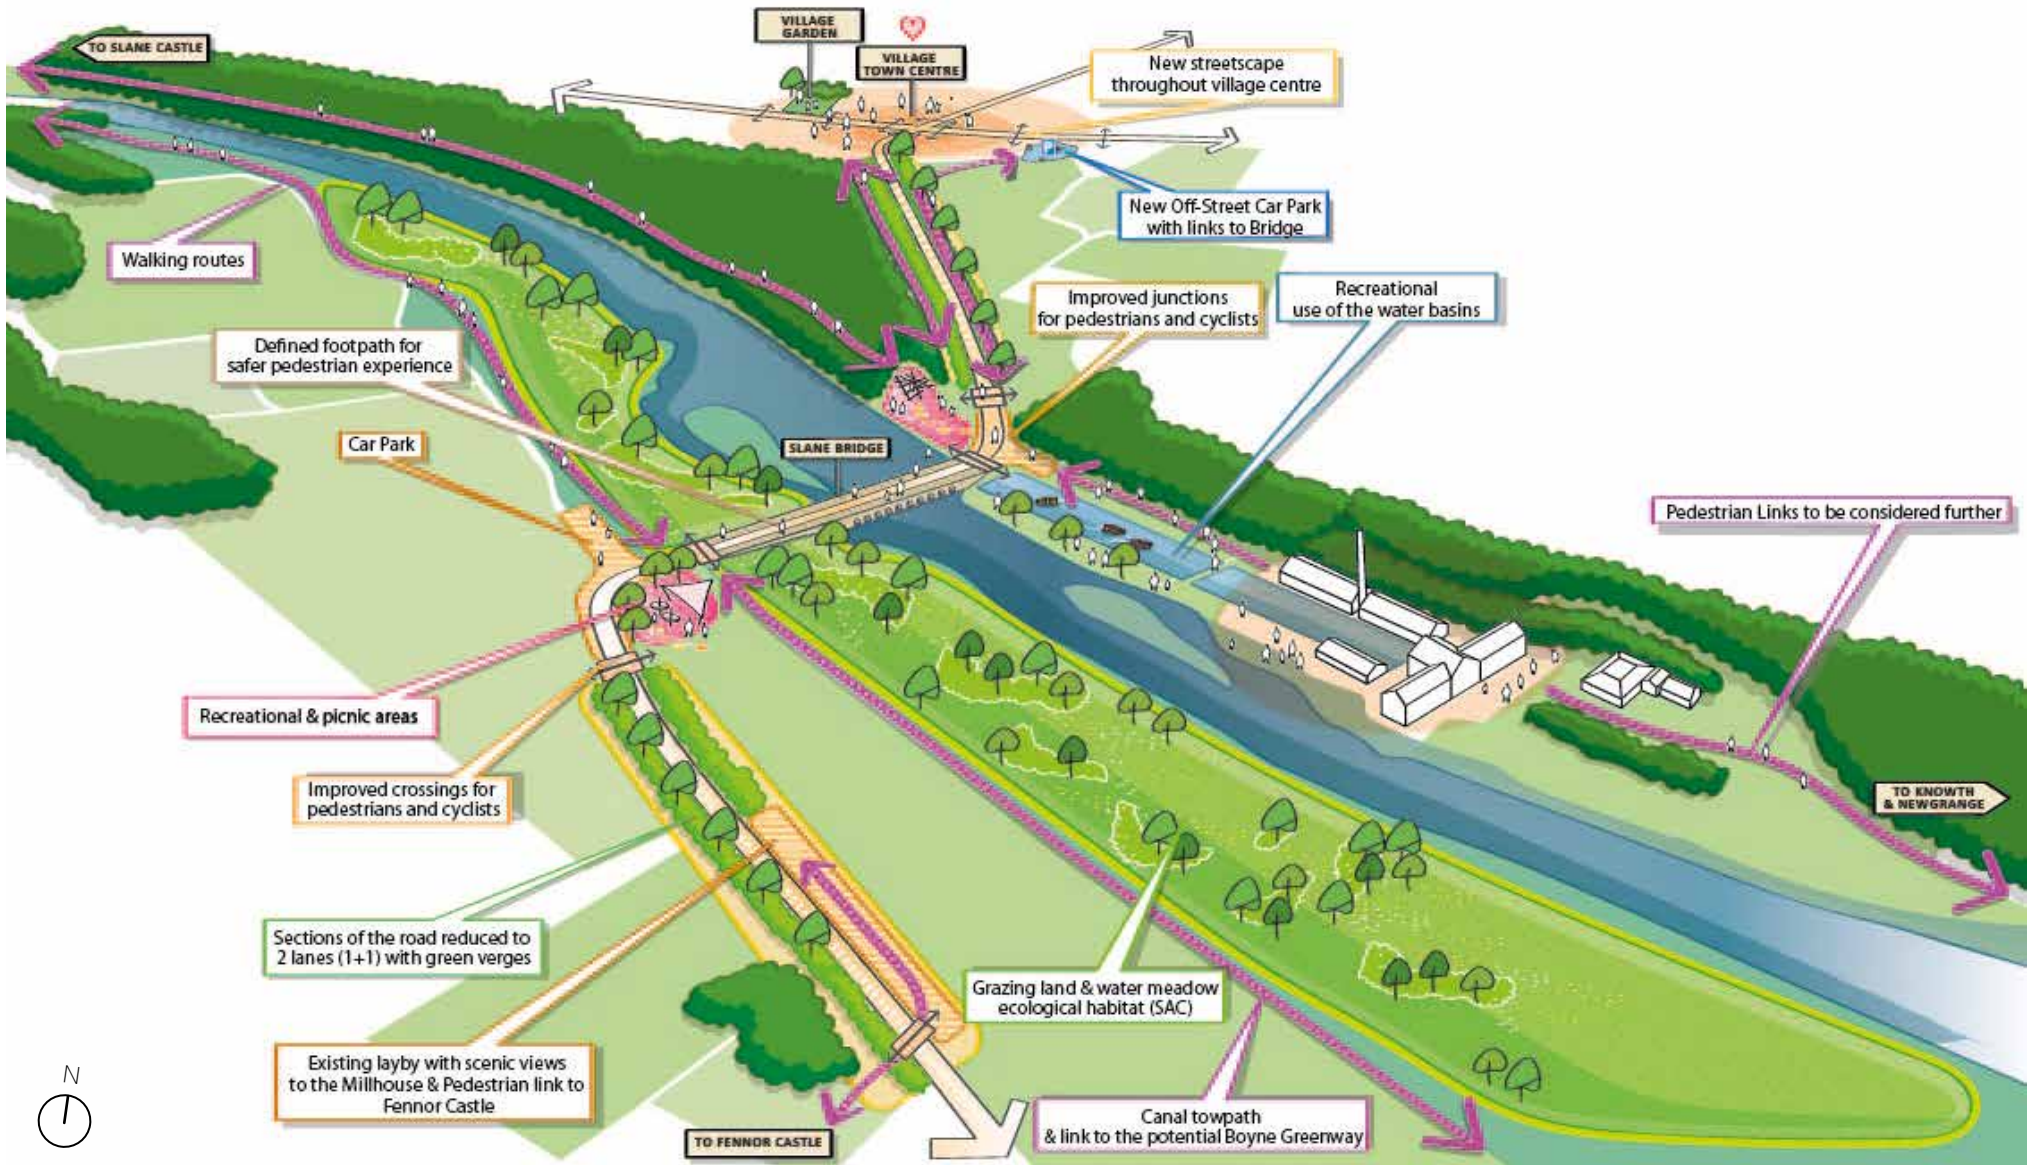 TO SLANE CASTLE
VILLAGE
GARDEN
VILLAGE
TOWN CENTRE
New streetscape
throughout village centre
New Off-Street Car Park
with links to Bridge
Walking routes
Improved junctions
for pedestrians and cyclists
Recreational
use of the water basins
Defined footpath for
safer pedestrian experience
Car Park
SLANE BRIDGE
Pedestrian Links to be considered further
Recreational & picnic areas
Improved crossings for
pedestrians and cyclists
TO KNOWTH
& NEWGRANGE
Sections of the road reduced to
2 lanes (1+1) with green verges
Grazing land & water meadow
ecological habitat (SAC)
Existing layby with scenic views
to the Millhouse & Pedestrian link to
Fennor Castle
N
Canal towpath
& link to the potential Boyne Greenway
TO FENNOR CASTLE